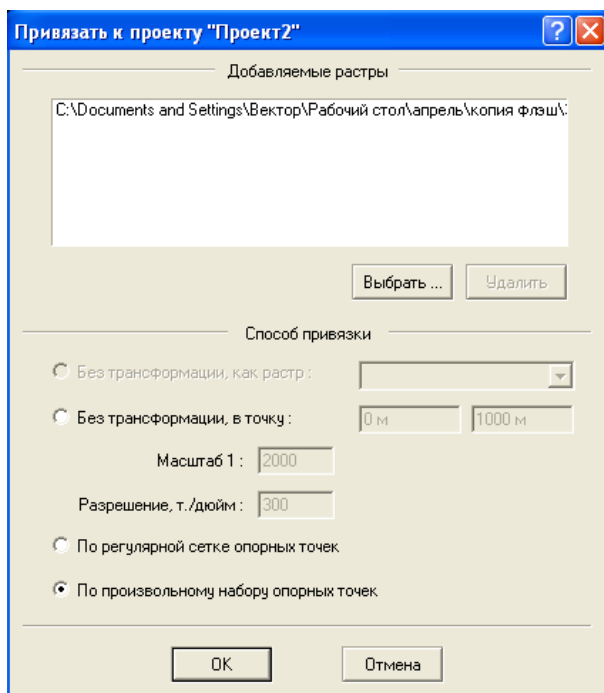 Привязать к проекту "Проект2"
Добавляемые растры
C:\Documents and Settings\Вектор\Рабочий стол\апрель\копия флэш\
Выбрать ...
Удалить
Способ привязки
Без трансформации, как растр :
Без трансформации, в точку : 0 м 1000 м
Масштаб 1 : 2000
Разрешение, т./дюйм : 300
По регулярной сетке опорных точек
По произвольному набору опорных точек
OK
Отмена